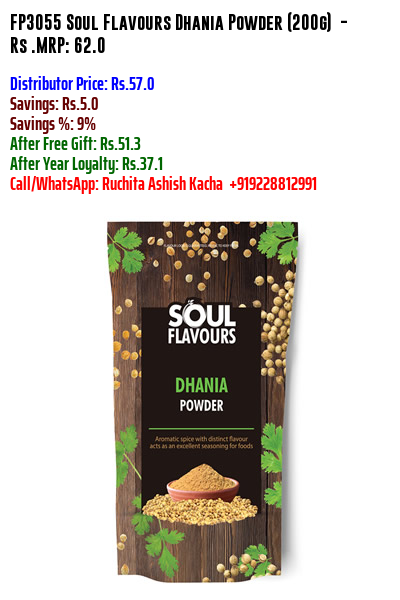 FP3055 Soul Flavours Dhania Powder (200g) -
Rs .MRP: 62.0
Distributor Price: Rs.57.0
Savings: Rs.5.0
Savings %: 9%
After Free Gift: Rs.51.3
After Year Loyalty: Rs.37.1
Call/WhatsApp: Ruchita Ashish Kacha +919228812991
SOUL
FLAVOURS
DHANIA
POWDER
Aromatic spice with distinct flavour
acts as an excellent seasoning for foods